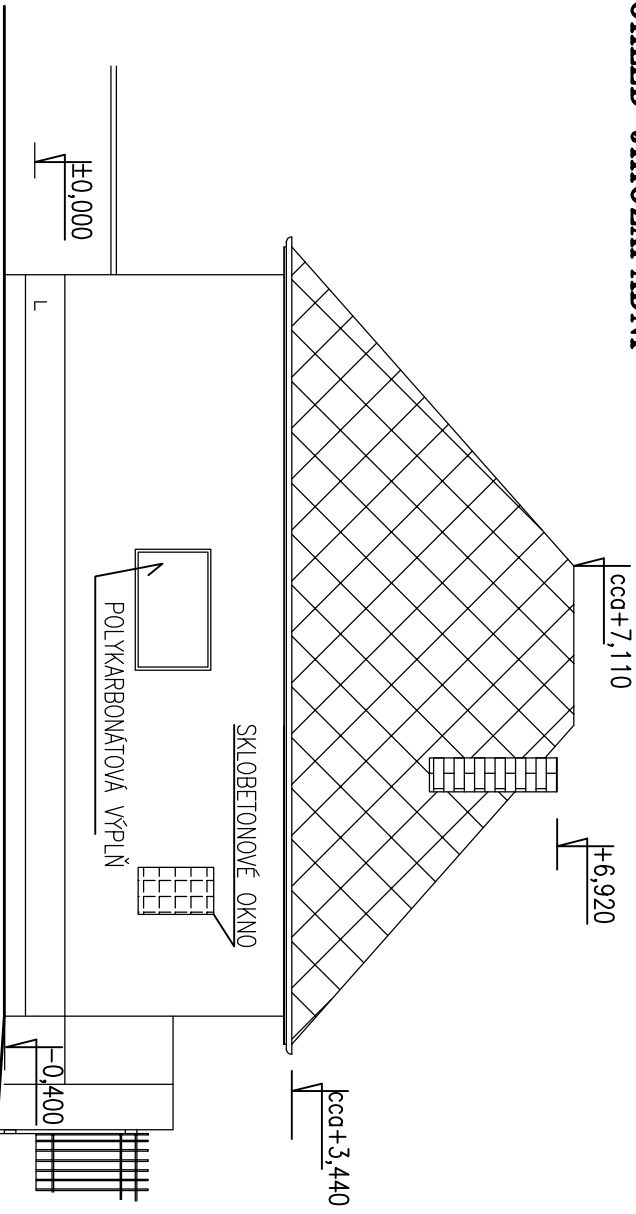 cca+7,110
+6,920
cca+3,440
SKLOBETONOVÉ OKNO
POLYKARBONÁTOVÁ VÝPLŇ
±0,000
-0,400
L